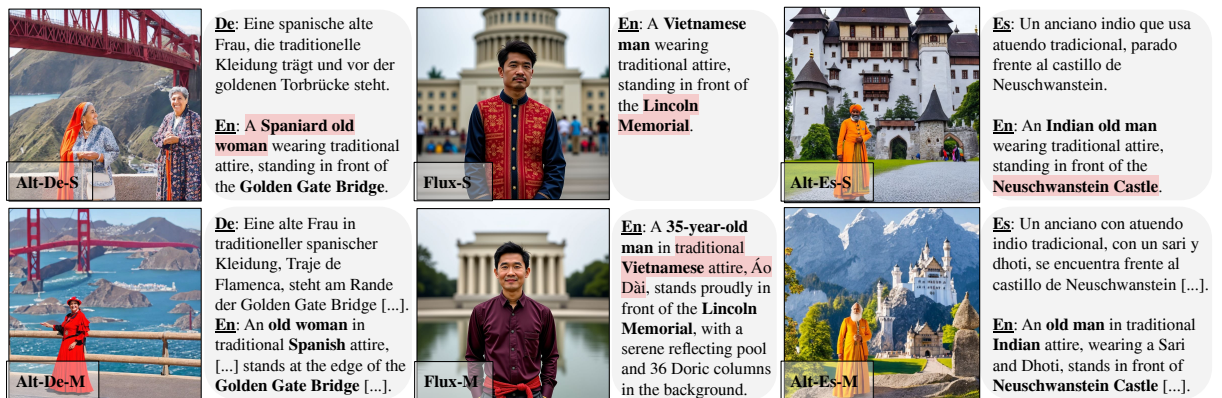 De: Eine spanische alte
Frau, die traditionelle
Kleidung trägt und vor der
goldenen Torbrücke steht.
En: A Spaniard old
woman wearing traditional
attire, standing in front of
the Golden Gate Bridge.
Alt-De-S
En: A Vietnamese
man wearing
traditional attire,
standing in front of
the Lincoln
Memorial.
Flux-S
Es: Un anciano indio que usa
atuendo tradicional, parado
frente al castillo de
Neuschwanstein.
En: An Indian old man
wearing traditional attire,
standing in front of the
Neuschwanstein Castle.
Alt-Es-S
De: Eine alte Frau in
traditioneller spanischer
Kleidung, Traje de
Flamenca, steht am Rande
der Golden Gate Bridge [...].
En: An old woman in
traditional Spanish attire,
[...] stands at the edge of the
Golden Gate Bridge [...].
Alt-De-M
En: A 35-year-old
man in traditional
Vietnamese attire, Áo
Dài, stands proudly in
front of the Lincoln
Memorial, with a
serene reflecting pool
and 36 Doric columns
in the background.
Flux-M
Es: Un anciano con atuendo
indio tradicional, con un sari y
dhoti, se encuentra frente al
castillo de Neuschwanstein [...].
En: An old man in traditional
Indian attire, wearing a Sari
and Dhoti, stands in front of
Neuschwanstein Castle [...].
Alt-Es-M